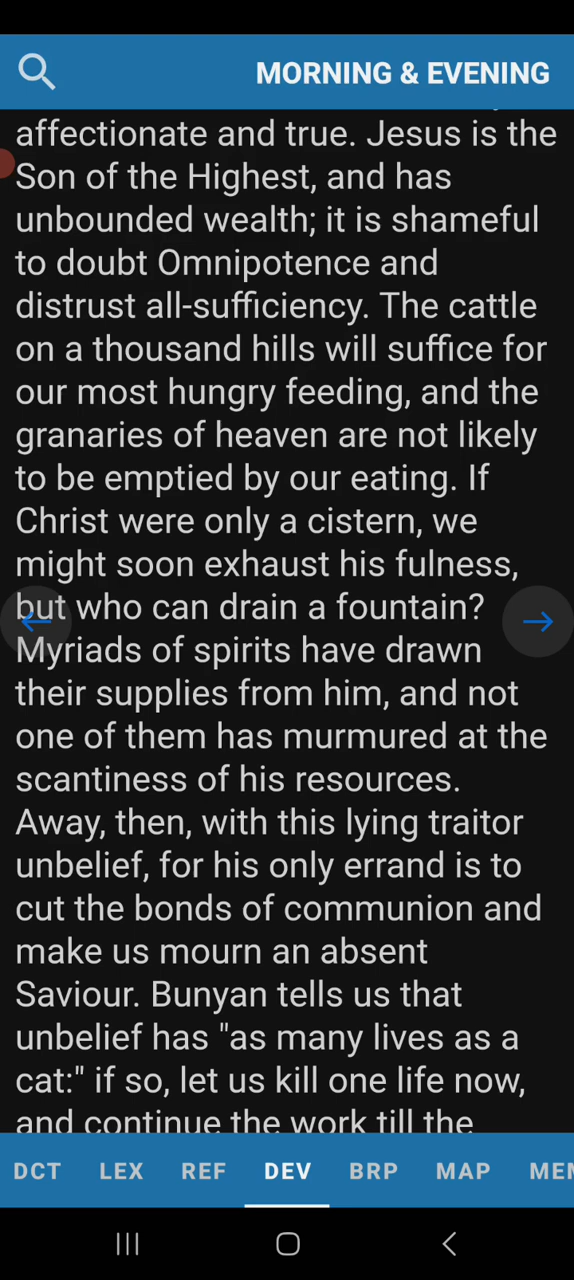 MORNING & EVENING
affectionate and true. Jesus is the
Son of the Highest, and has
unbounded wealth; it is shameful
to doubt Omnipotence and
distrust all-sufficiency. The cattle
on a thousand hills will suffice for
our most hungry feeding, and the
granaries of heaven are not likely
to be emptied by our eating. If
Christ were only a cistern, we
might soon exhaust his fulness,
but who can drain a fountain?
Myriads of spirits have drawn
their supplies from him, and not
one of them has murmured at the
scantiness of his resources.
Away, then, with this lying traitor
unbelief, for his only errand is to
cut the bonds of communion and
make us mourn an absent
Saviour. Bunyan tells us that
unbelief has "as many lives as a
cat:" if so, let us kill one life now,
and continue the work till the
DCT LEX REF DEV BRP MAP